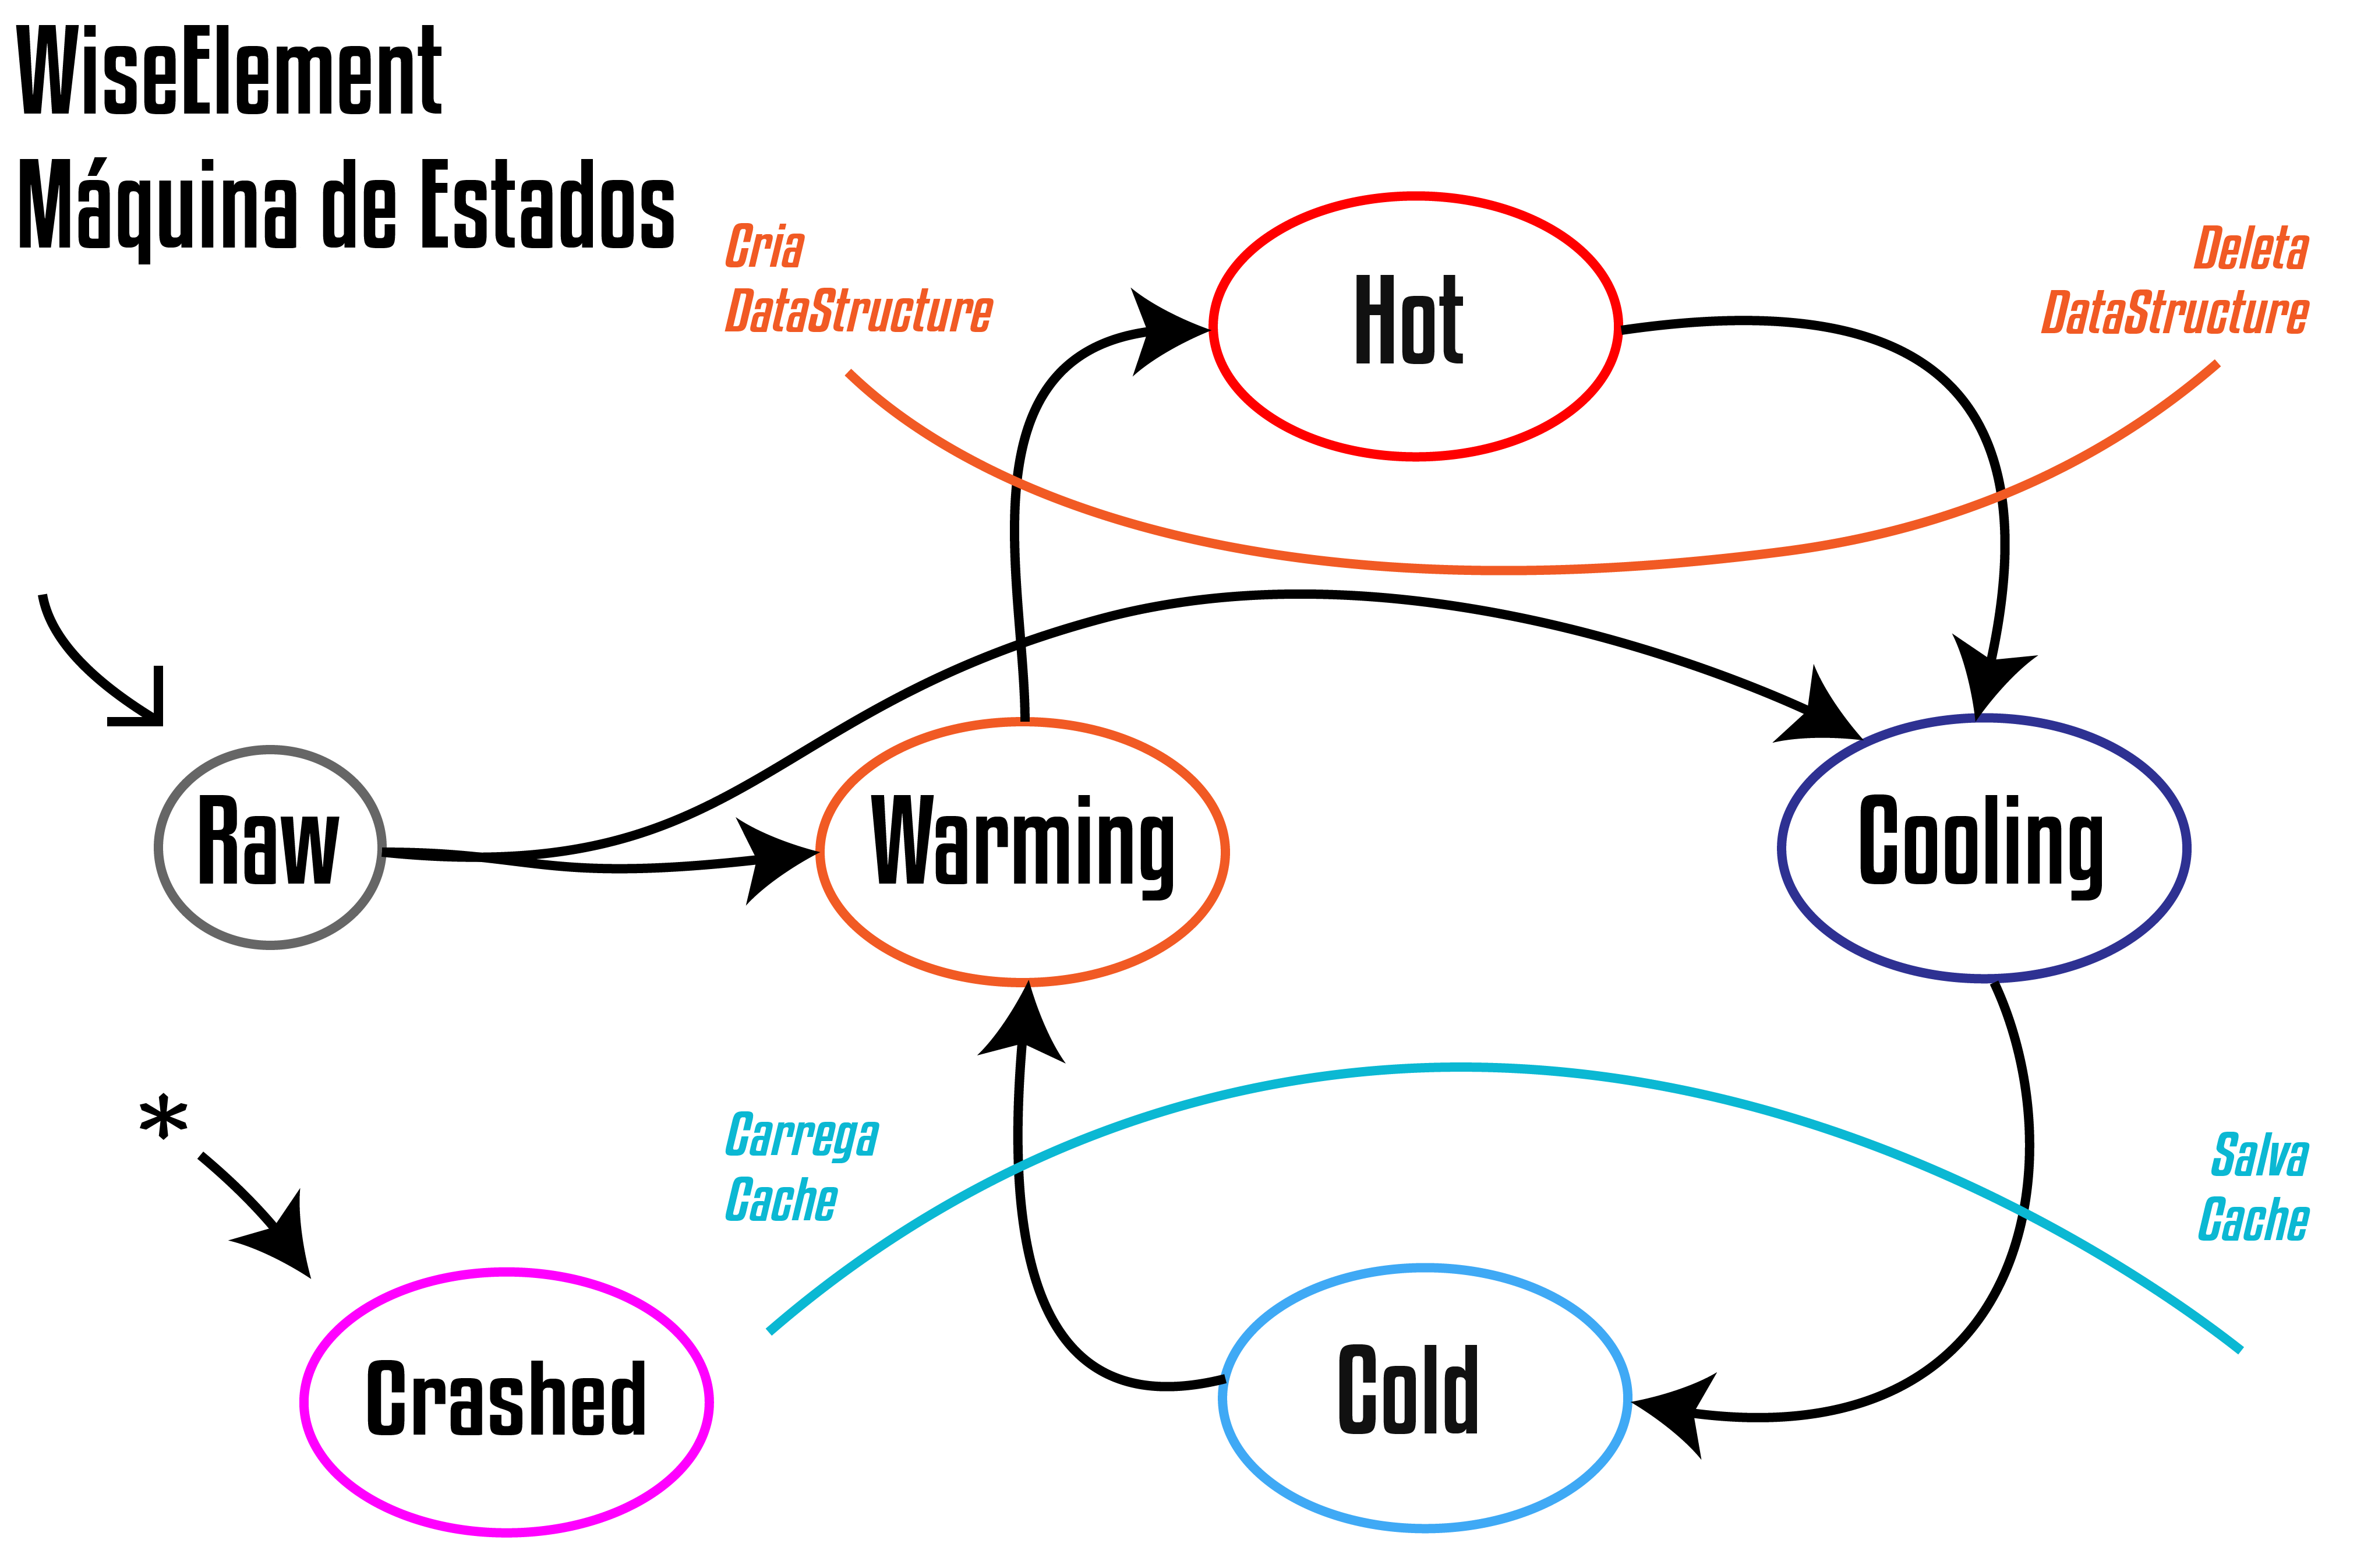 WiseElement
Máquina de Estados
Cria
DataStructure
Deleta
DataStructure
Hot
Raw
Warming
Cooling
*
Carrega
Cache
Salva
Cache
Crashed
Cold